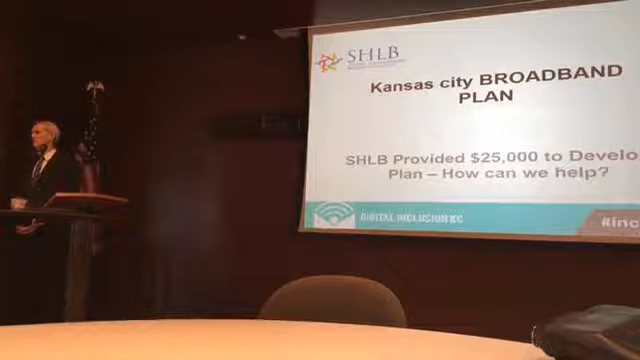 SHLB
Kansas city BROADBAND
PLAN
SHLB Provided $25,000 to Develo
Plan – How can we help?
DIGITAL INCLUSION KC
#inc